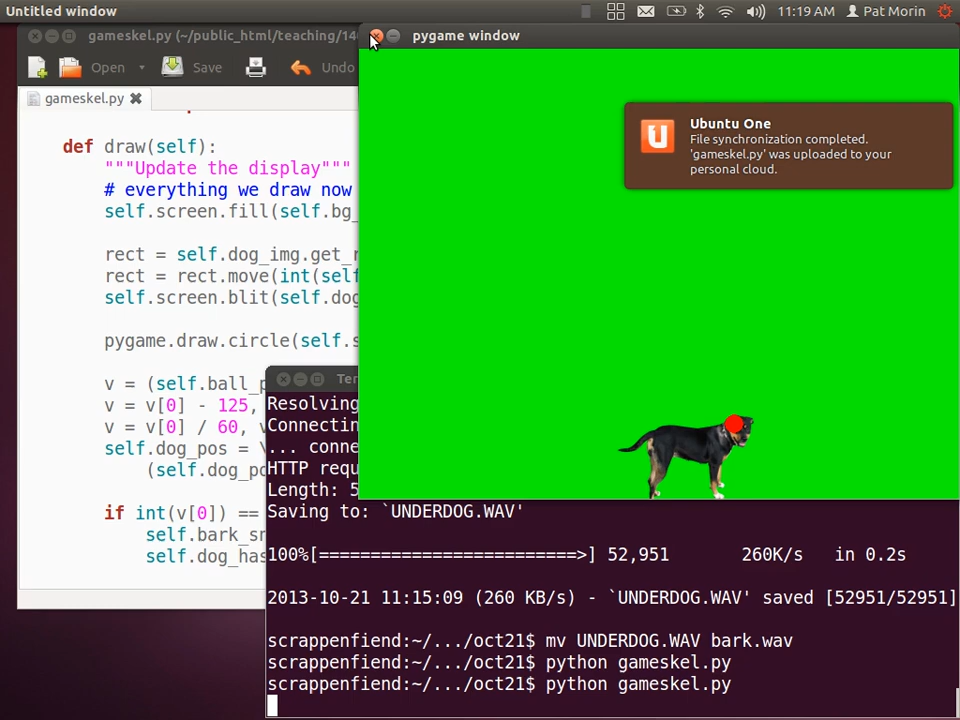 Untitled window
11:19 AM
Pat Morin
gameskel.py (~/public_html/teaching/14
pygame window
Open
Save
Undo
gameskel.py
Ubuntu One
File synchronization completed.
'gameskel.py' was uploaded to your
personal cloud.
def draw(self):
"""Update the display"""
# everything we draw now
self.screen.fill(self.bg_
rect = self.dog_img.get_r
rect = rect.move(int(self
self.screen.blit(self.dog
pygame.draw.circle(self.s
v = (self.ball_p
v = v[0] - 125,
v = v[0] / 60, v
self.dog_pos = \
(self.dog_po
if int(v[0]) ==
self.bark_sn
self.dog_has
Ter
Resolving
Connectin
... conne
HTTP requ
Length: 5
Saving to: `UNDERDOG.WAV'
100%[=========================>] 52,951 260K/s in 0.2s
2013-10-21 11:15:09 (260 KB/s) - `UNDERDOG.WAV' saved [52951/52951]
scrappenfiend:~/.../oct21$ mv UNDERDOG.WAV bark.wav
scrappenfiend:~/.../oct21$ python gameskel.py
scrappenfiend:~/.../oct21$ python gameskel.py